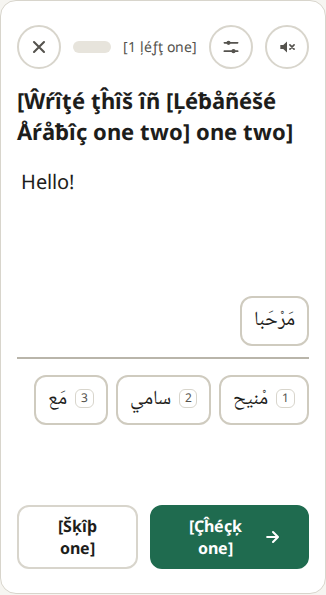 [1 ļéƒţ one]
[Ŵŕîţé ţĥîš îñ [Ļéƀåñéšé
Åŕåƀîç one two] one two]
Hello!
مَرْحَبا
1 مْنيح
2 سامي
3 مَع
[Šķîþ
one]
[Çĥéçķ
one]